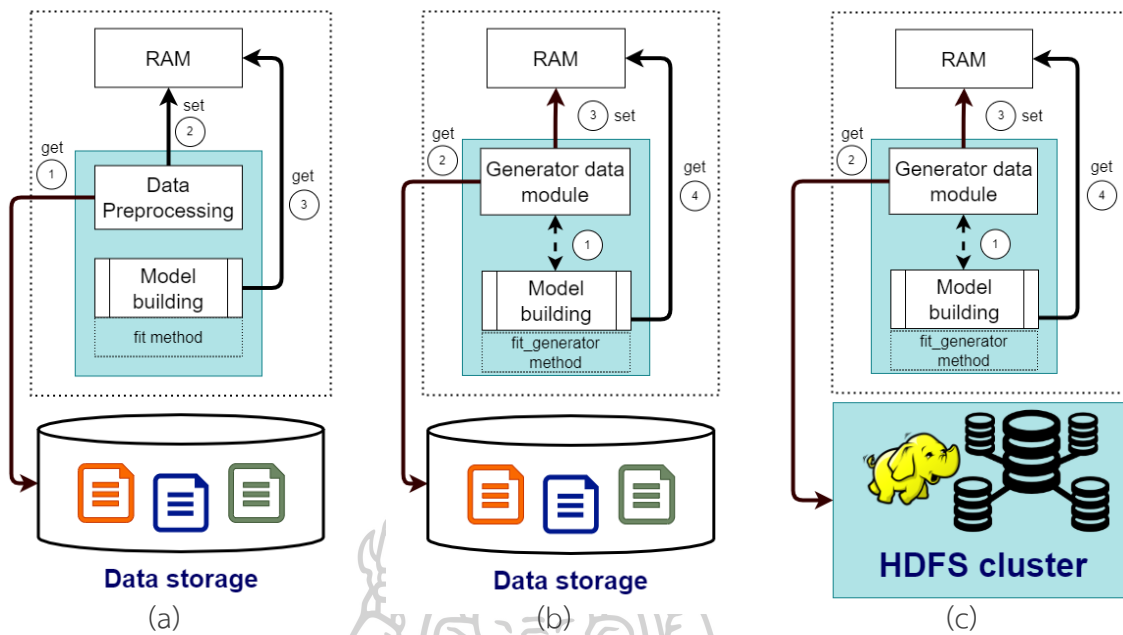 RAM
set
2
get
1
Data
Preprocessing
get
3
Model
building
fit method
Data storage
(a)
RAM
3 set
get
2
Generator data
module
get
4
1
Model
building
fit_generator
method
Data storage
(b)
RAM
3 set
get
2
Generator data
module
get
4
1
Model
building
fit_generator
method
HDFS cluster
(c)